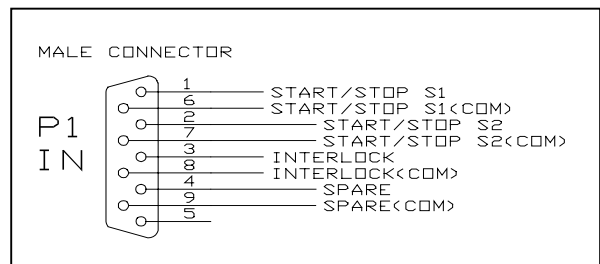 MALE CONNECTOR
P1
IN
1 START/STOP S1
6 START/STOP S1(COM)
2 START/STOP S2
7 START/STOP S2(COM)
3 INTERLOCK
8 INTERLOCK(COM)
4 SPARE
9 SPARE(COM)
5